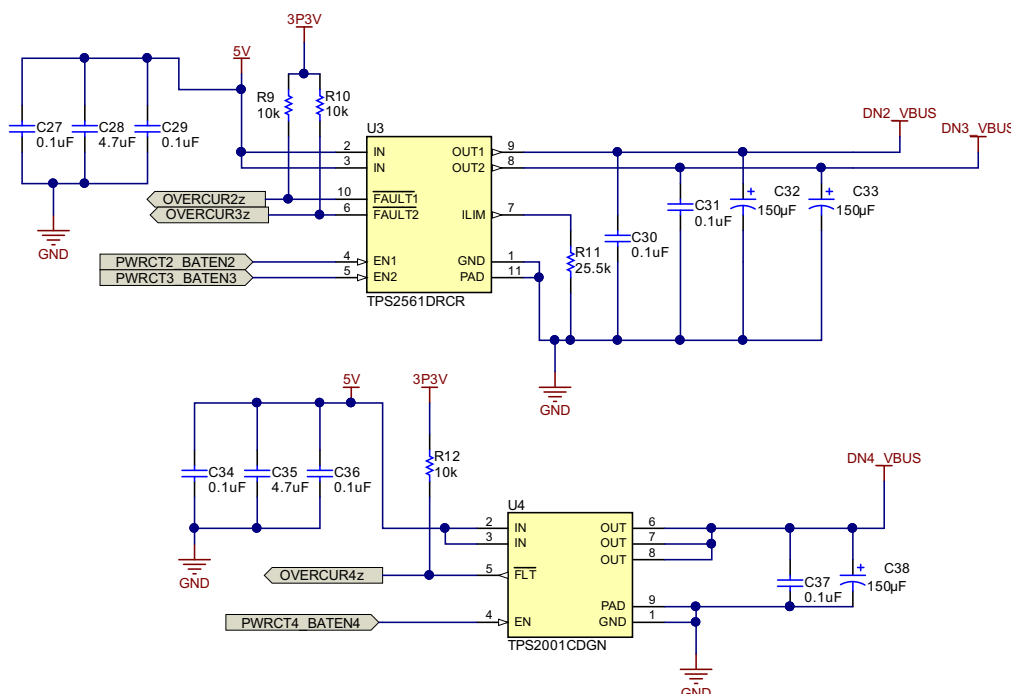 3P3V
5V
R9
10k
R10
10k
C27
0.1uF
C28
4.7uF
C29
0.1uF
GND
U3
2 IN OUT1 9
3 IN OUT2 8
OVERCUR2z 10 FAULT1
OVERCUR3z 6 FAULT2 ILIM 7
PWRCT2_BATEN2 4 EN1 GND 1
PWRCT3_BATEN3 5 EN2 PAD 11
TPS2561DRCR
DN2_VBUS
DN3_VBUS
R11
25.5k
C30
0.1uF
C31
0.1uF
C32
150µF
C33
150µF
+
+
GND
5V
3P3V
C34
0.1uF
C35
4.7uF
C36
0.1uF
GND
R12
10k
U4
2 IN OUT 6
3 IN OUT 7
OUT 8
OVERCUR4z 5 FLT
PAD 9
PWRCT4_BATEN4 4 EN GND 1
TPS2001CDGN
DN4_VBUS
C37
0.1uF
C38
150µF
+
GND